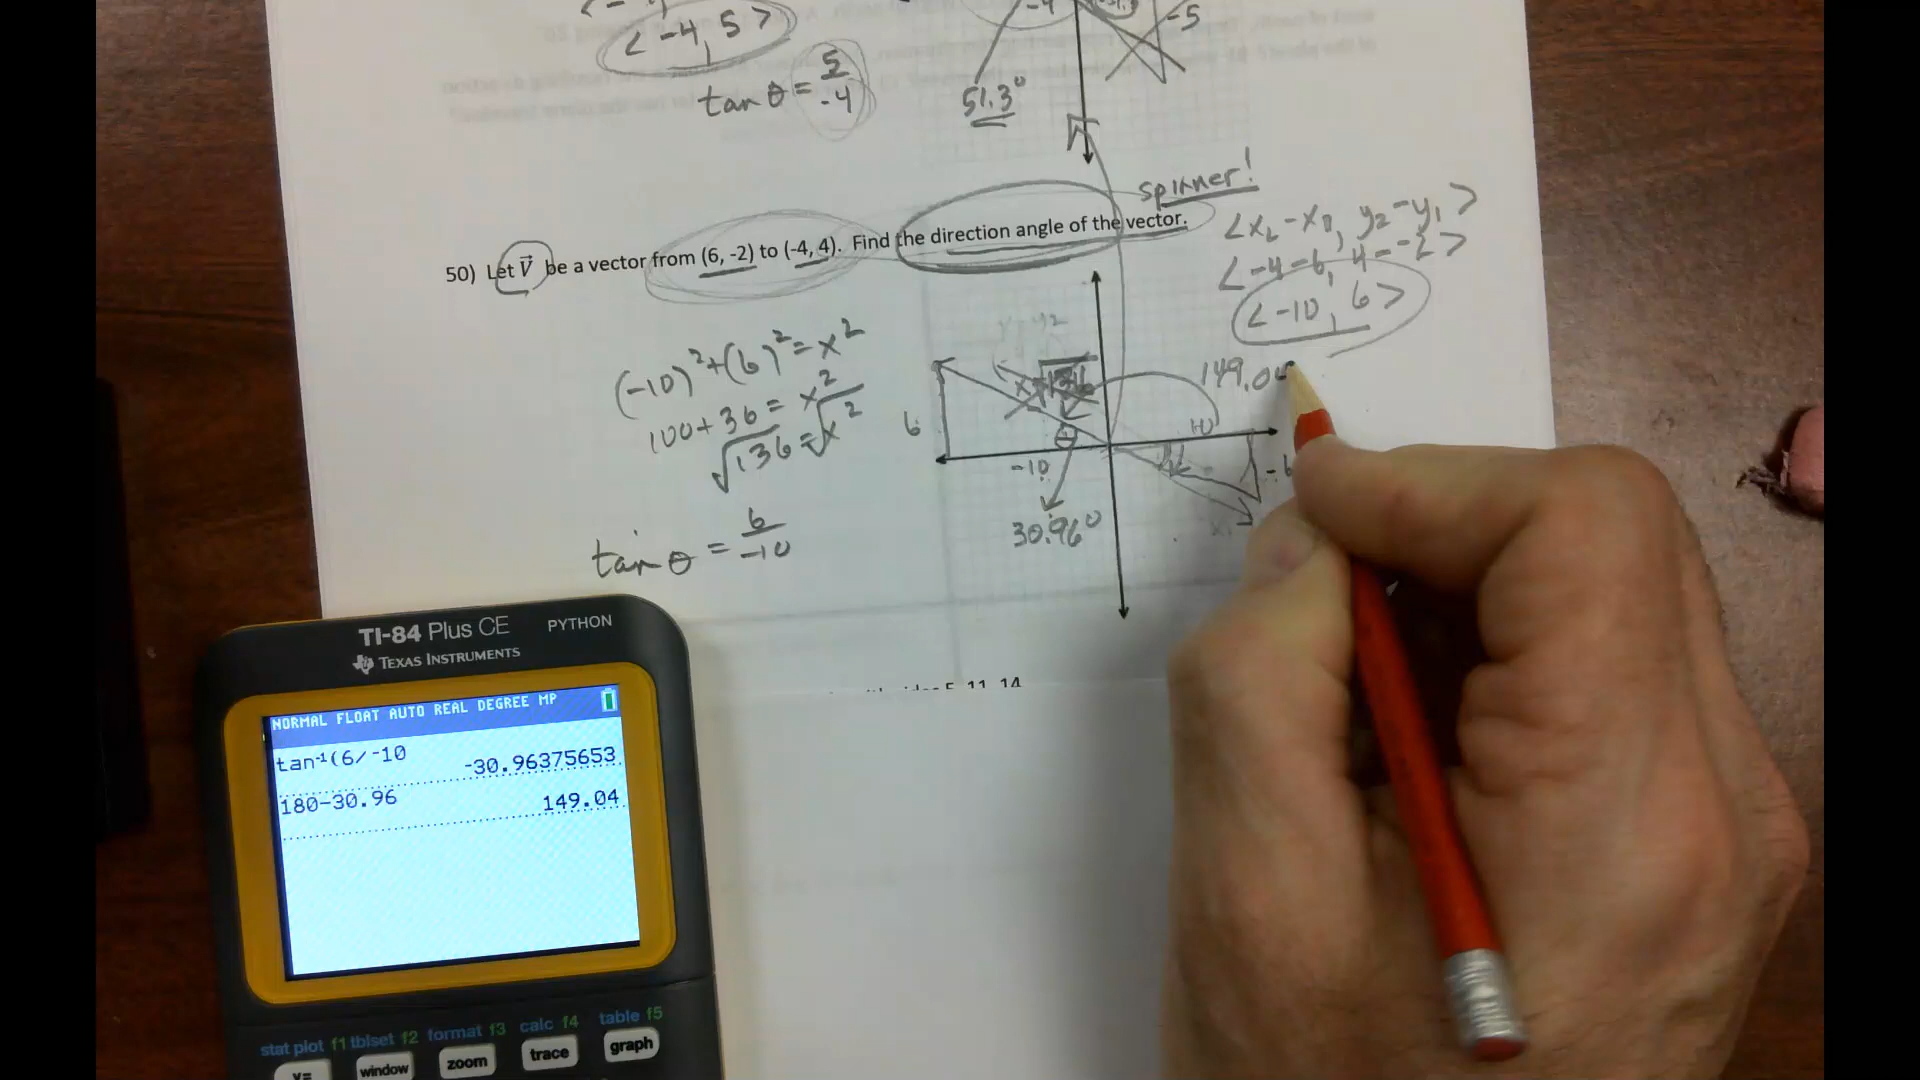 < -4, 5 >
-4
-5
tan θ = 5/-4
51.3°
spinner!
50) Let V⃗ be a vector from (6, -2) to (-4, 4). Find the direction angle of the vector.
< x₂ - x₁, y₂ - y₁ >
< -4 - 6, 4 - -2 >
< -10, 6 >
(-10)² + (6)² = x²
100 + 36 = x²
√136 = √x²
149.04
6
-10
10
-6
30.96°
tan θ = 6/-10
TI-84 Plus CE PYTHON
TEXAS INSTRUMENTS
NORMAL FLOAT AUTO REAL DEGREE MP
tan⁻¹(6/-10
-30.96375653
180-30.96
149.04
stat plot f1 tblset f2 format f3 calc f4 table f5
y= window zoom trace graph